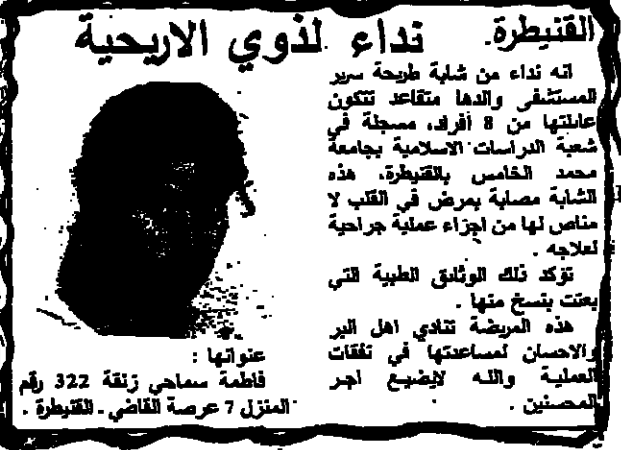 القنيطرة.
نداء لذوي الاريحية
انه نداء من شابة طريحة سرير
المستشفى والدها متقاعد تتكون
عائلتها من 8 أفراد، مسجلة في
شعبة الدراسات الاسلامية بجامعة
محمد الخامس بالقنيطرة، هذه
الشابة مصابة بمرض في القلب لا
مناص لها من اجراء عملية جراحية
لعلاجه .
تؤكد ذلك الوثائق الطبية التي
بعثت بنسخ منها .
هذه المريضة تنادي اهل البر
والاحسان لمساعدتها في نفقات
العملية والله لايضيع اجر
المحسنين .
عنوانها :
فاطمة سماحي زنقة 322 رقم
المنزل 7 عرصة القاضي ـ القنيطرة .